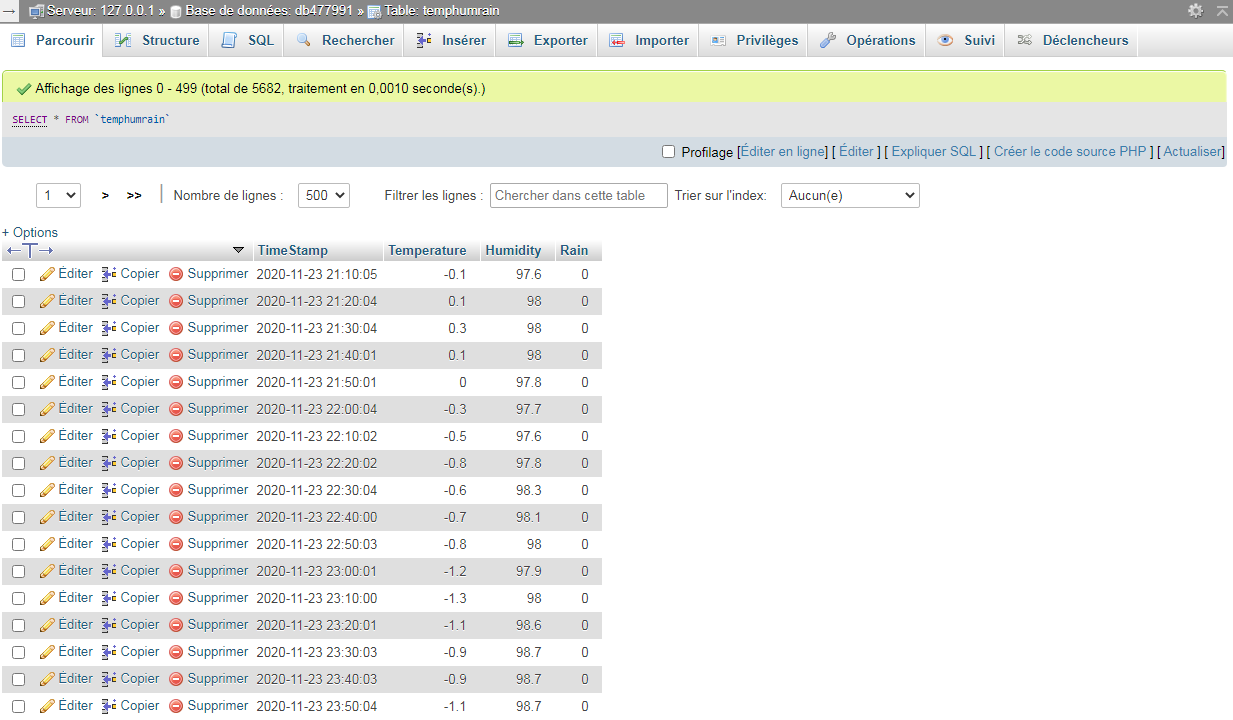 Serveur: 127.0.0.1 » Base de données: db477991 » Table: temphumrain
Parcourir Structure SQL Rechercher Insérer Exporter Importer Privilèges Opérations Suivi Déclencheurs
Affichage des lignes 0 - 499 (total de 5682, traitement en 0,0010 seconde(s).)
SELECT * FROM `temphumrain`
Profilage [Éditer en ligne] [ Éditer ] [ Expliquer SQL ] [ Créer le code source PHP ] [ Actualiser]
1 > >> Nombre de lignes : 500 Filtrer les lignes : Chercher dans cette table Trier sur l'index: Aucun(e)
+ Options
←T→ TimeStamp Temperature Humidity Rain
Éditer Copier Supprimer 2020-11-23 21:10:05 -0.1 97.6 0
Éditer Copier Supprimer 2020-11-23 21:20:04 0.1 98 0
Éditer Copier Supprimer 2020-11-23 21:30:04 0.3 98 0
Éditer Copier Supprimer 2020-11-23 21:40:01 0.1 98 0
Éditer Copier Supprimer 2020-11-23 21:50:01 0 97.8 0
Éditer Copier Supprimer 2020-11-23 22:00:04 -0.3 97.7 0
Éditer Copier Supprimer 2020-11-23 22:10:02 -0.5 97.6 0
Éditer Copier Supprimer 2020-11-23 22:20:02 -0.8 97.8 0
Éditer Copier Supprimer 2020-11-23 22:30:04 -0.6 98.3 0
Éditer Copier Supprimer 2020-11-23 22:40:00 -0.7 98.1 0
Éditer Copier Supprimer 2020-11-23 22:50:03 -0.8 98 0
Éditer Copier Supprimer 2020-11-23 23:00:01 -1.2 97.9 0
Éditer Copier Supprimer 2020-11-23 23:10:00 -1.3 98 0
Éditer Copier Supprimer 2020-11-23 23:20:01 -1.1 98.6 0
Éditer Copier Supprimer 2020-11-23 23:30:03 -0.9 98.7 0
Éditer Copier Supprimer 2020-11-23 23:40:03 -0.9 98.7 0
Éditer Copier Supprimer 2020-11-23 23:50:04 -1.1 98.7 0